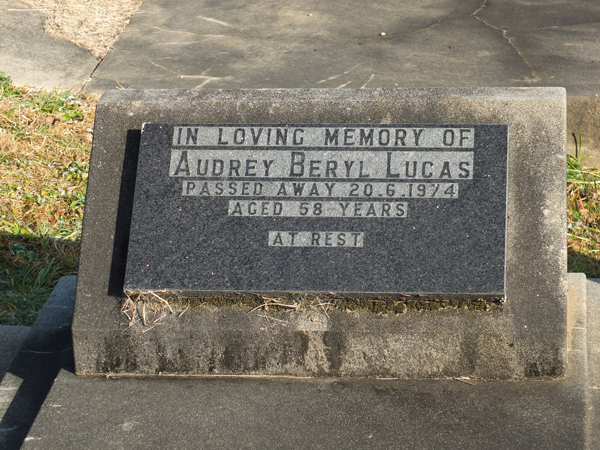 IN LOVING MEMORY OF
AUDREY BERYL LUCAS
PASSED AWAY 20.6.1974
AGED 58 YEARS
AT REST